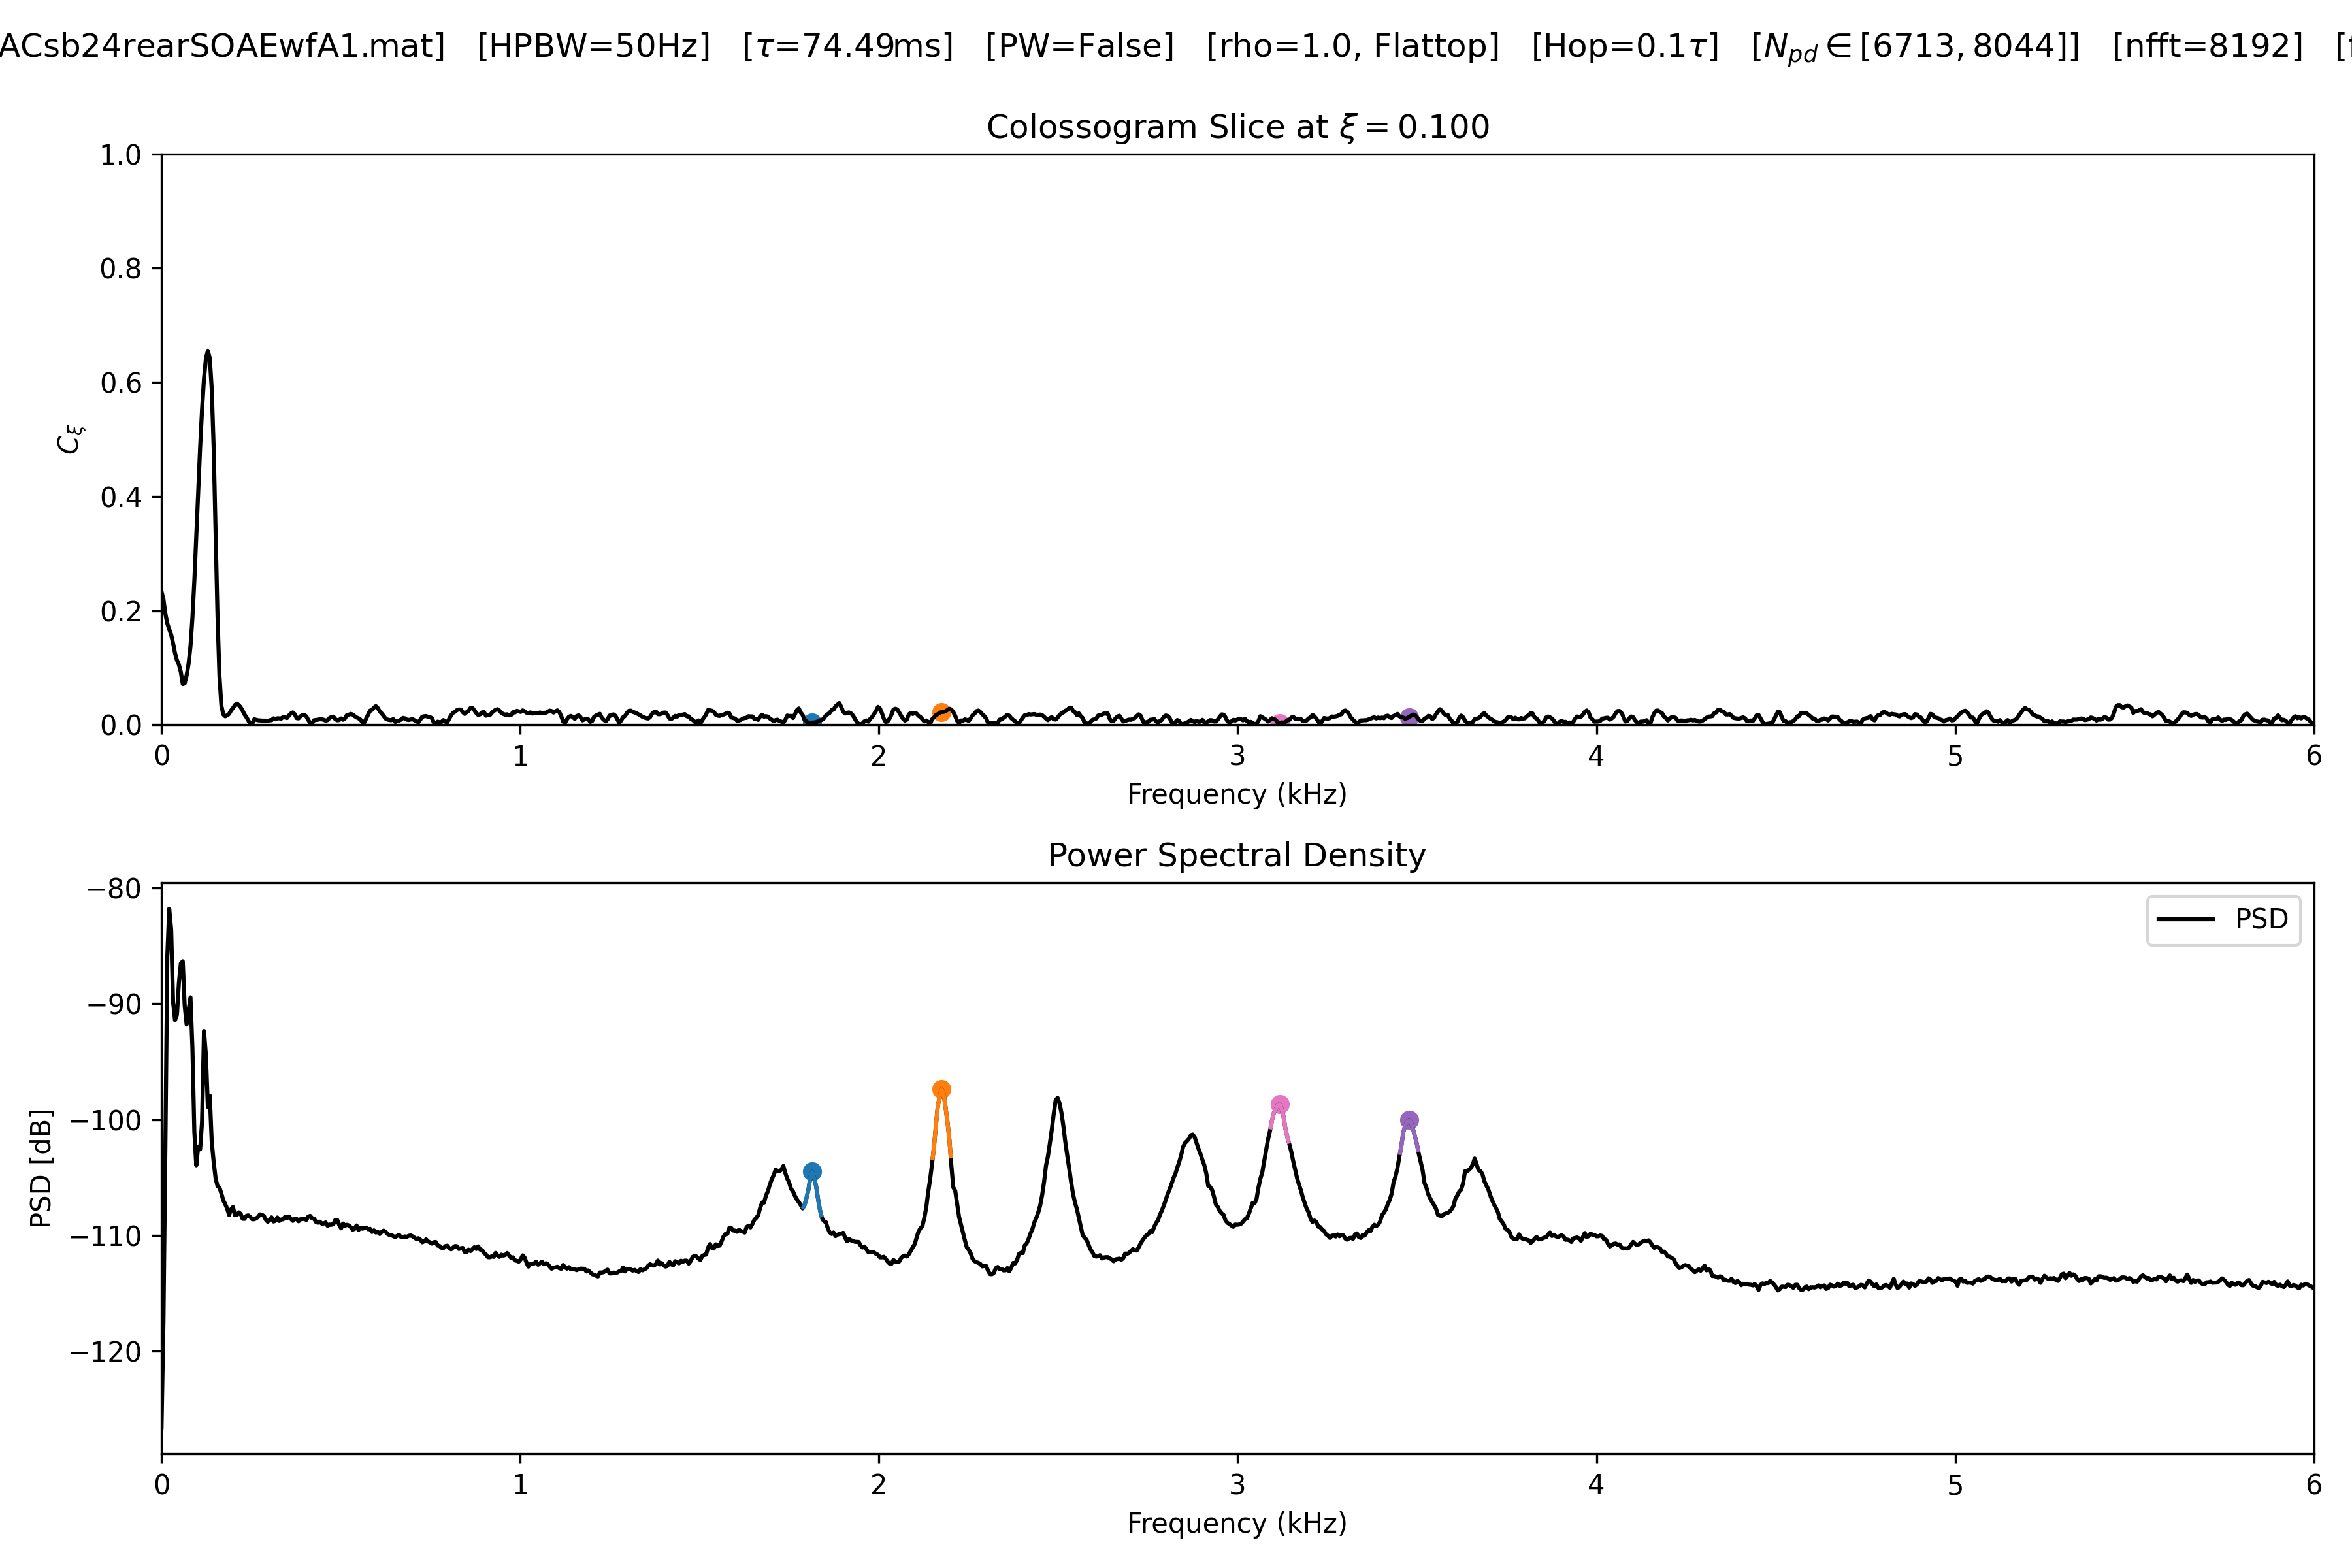 ACsb24rearSOAEwfA1.mat] [HPBW=50Hz] [τ=74.49ms] [PW=False] [rho=1.0, Flattop] [Hop=0.1τ] [N_{pd} ∈ [6713, 8044]] [nfft=8192] [
Colossogram Slice at ξ = 0.100
1.0
0.8
0.6
0.4
0.2
0.0
C_ξ
0 1 2 3 4 5 6
Frequency (kHz)
Power Spectral Density
−80
−90
−100
−110
−120
PSD [dB]
PSD
0 1 2 3 4 5 6
Frequency (kHz)